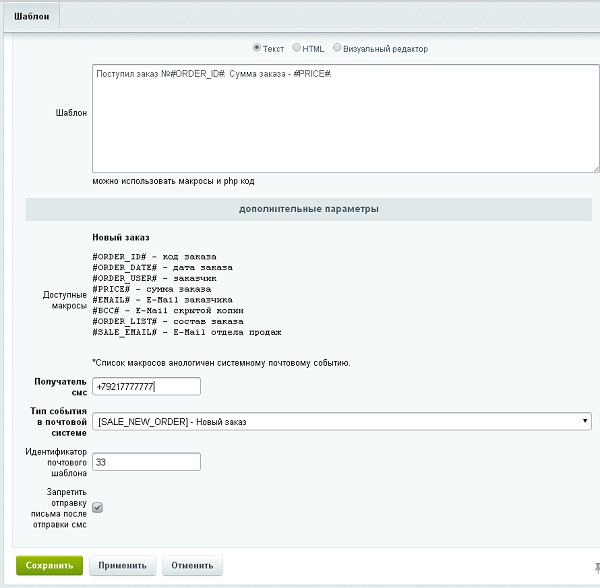 Шаблон
Текст HTML Визуальный редактор
Поступил заказ №#ORDER_ID#. Сумма заказа - #PRICE#.
Шаблон
можно использовать макросы и php код
дополнительные параметры
Новый заказ
#ORDER_ID# - код заказа
#ORDER_DATE# - дата заказа
#ORDER_USER# - заказчик
#PRICE# - сумма заказа
#EMAIL# - E-Mail заказчика
#BCC# - E-Mail скрытой копии
#ORDER_LIST# - состав заказа
#SALE_EMAIL# - E-Mail отдела продаж
Доступные
макросы
*Список макросов анологичен системному почтовому событию.
Получатель
смс
+79217777777
Тип события
в почтовой
системе
[SALE_NEW_ORDER] - Новый заказ
Идентификатор
почтового
шаблона
33
Запретить
отправку
письма после
отправки смс
Сохранить Применить Отменить